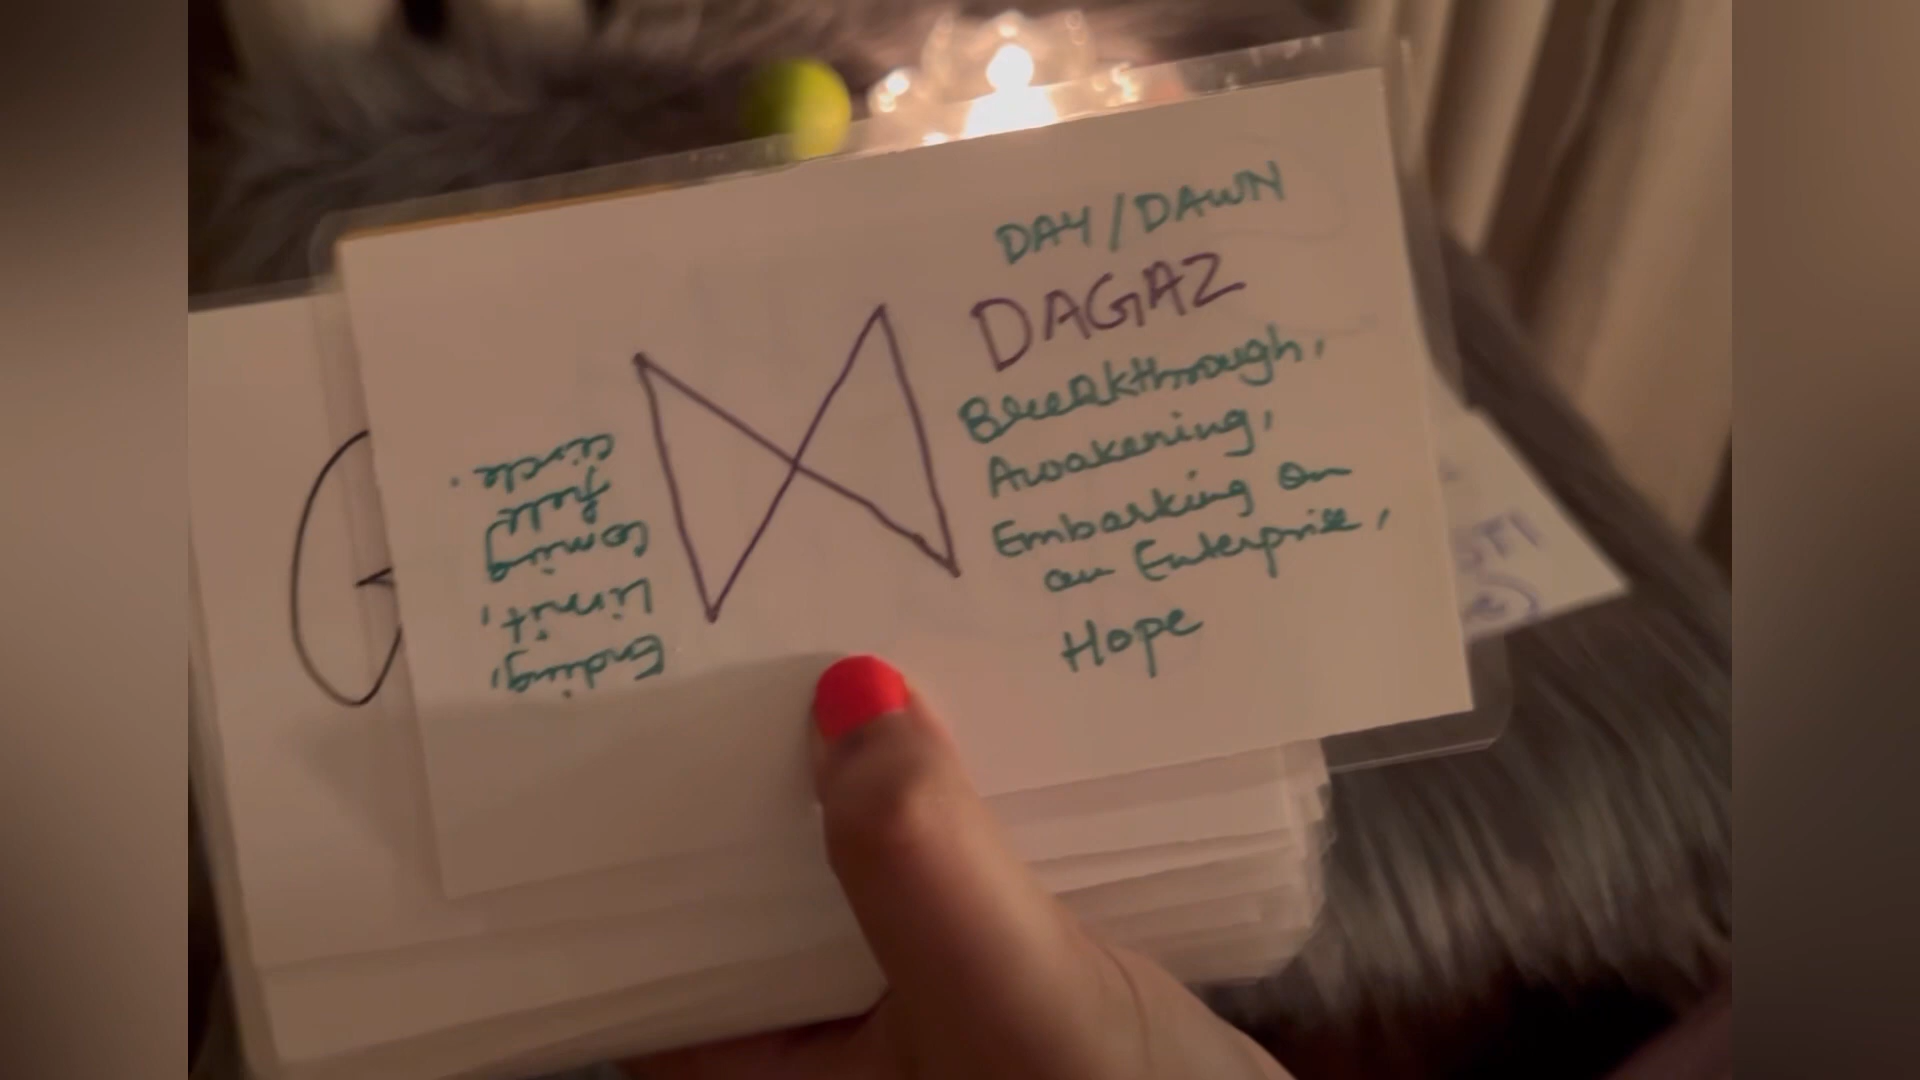 DAY/DAWN
DAGAZ
Breakthrough,
Awakening,
Embarking on
an Enterprise,
Hope
Ending,
Limit,
Coming
full
circle.